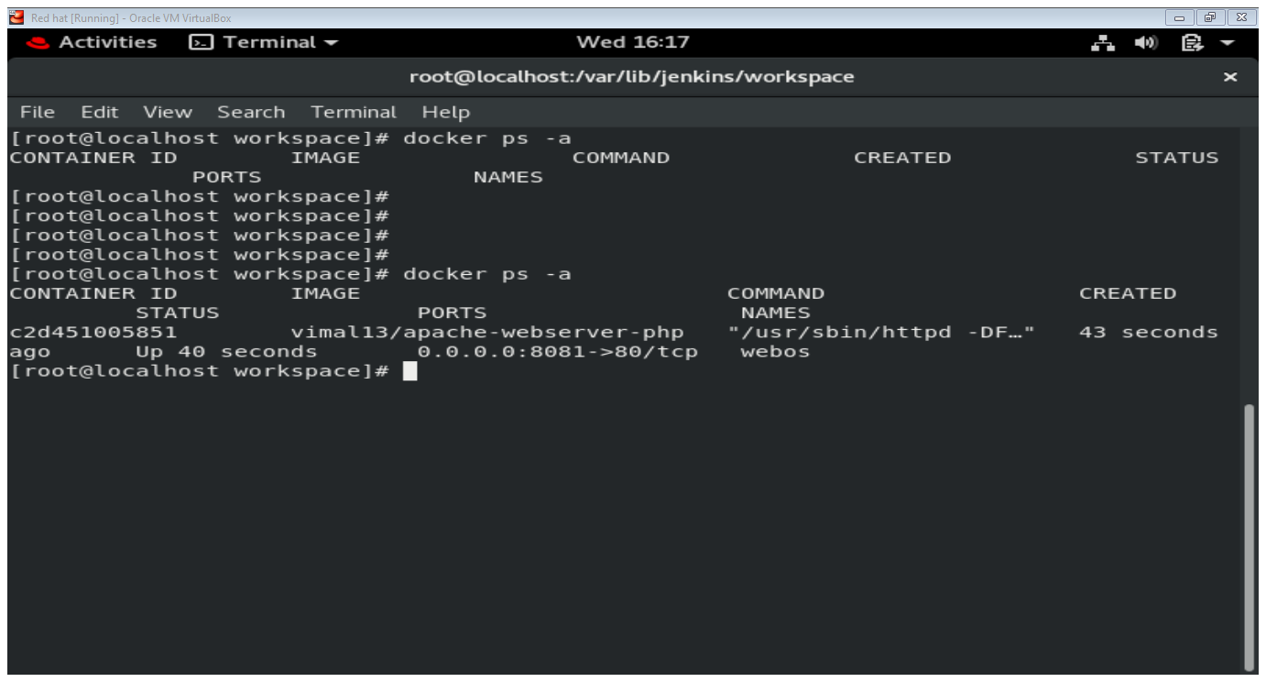 Red hat [Running] - Oracle VM VirtualBox
Activities Terminal Wed 16:17
root@localhost:/var/lib/jenkins/workspace
File Edit View Search Terminal Help
[root@localhost workspace]# docker ps -a
CONTAINER ID IMAGE COMMAND CREATED STATUS
PORTS NAMES
[root@localhost workspace]#
[root@localhost workspace]#
[root@localhost workspace]#
[root@localhost workspace]#
[root@localhost workspace]# docker ps -a
CONTAINER ID IMAGE COMMAND CREATED
STATUS PORTS NAMES
c2d451005851 vimal13/apache-webserver-php "/usr/sbin/httpd -DF…" 43 seconds
ago Up 40 seconds 0.0.0.0:8081->80/tcp webos
[root@localhost workspace]#